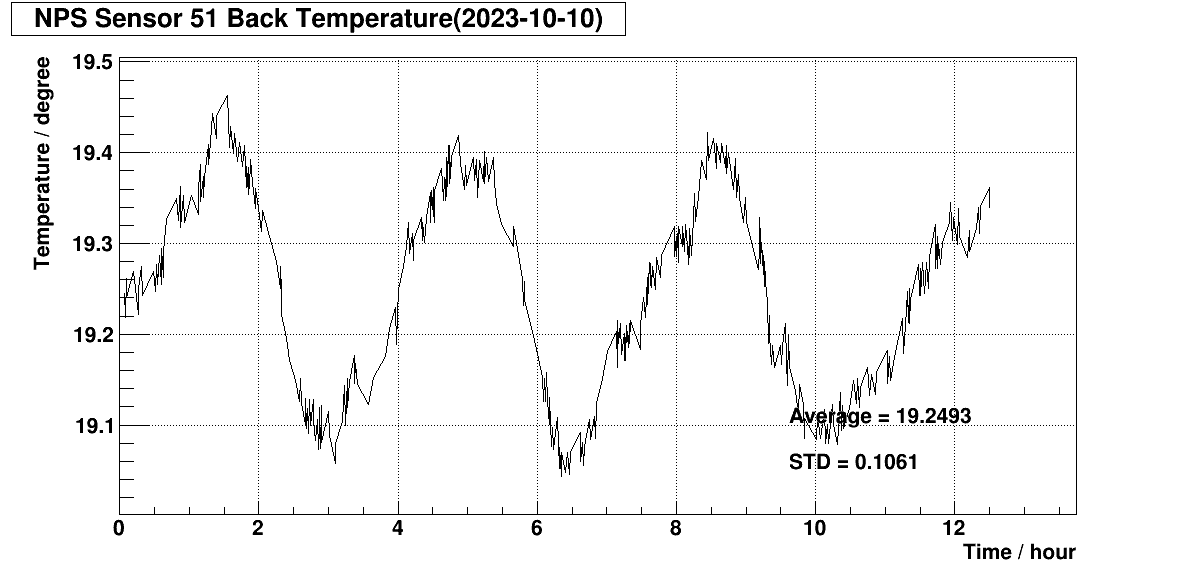 NPS Sensor 51 Back Temperature(2023-10-10)
Temperature / degree
19.5
19.4
19.3
19.2
19.1
Average = 19.2493
STD = 0.1061
0 2 4 6 8 10 12
Time / hour